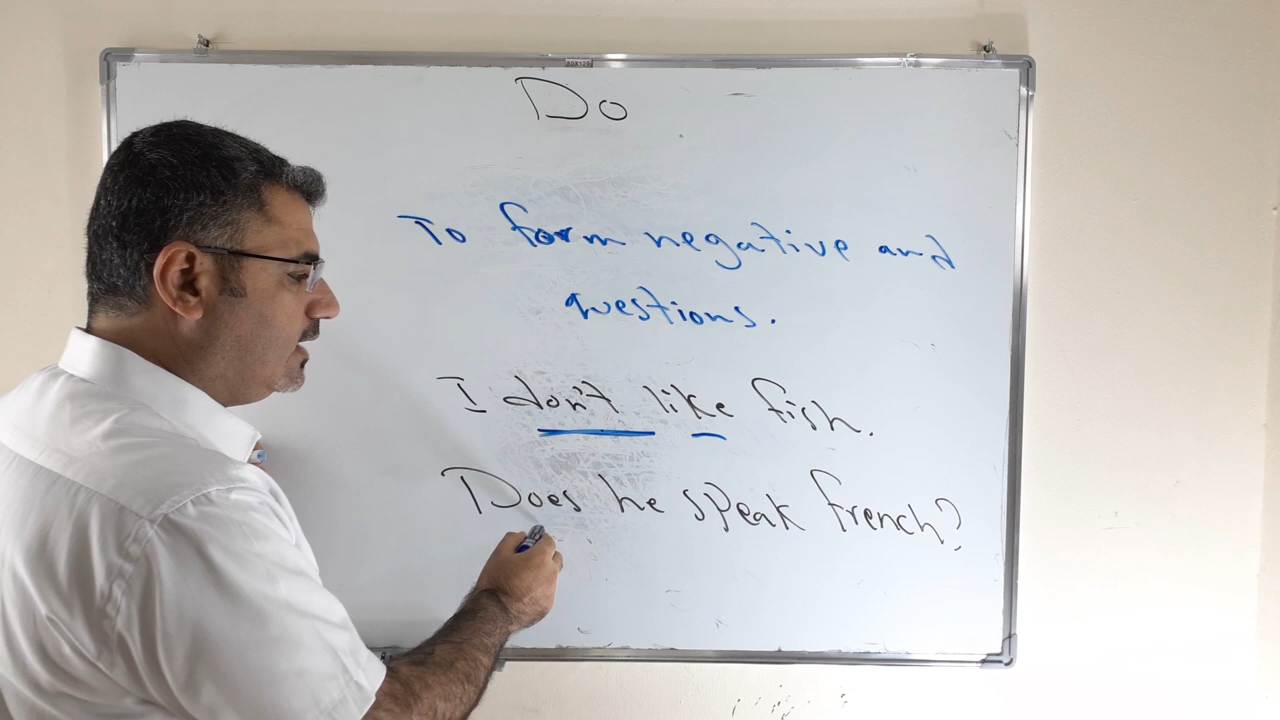 Do
To form negative and
questions.
I don't like fish.
Does he speak french?